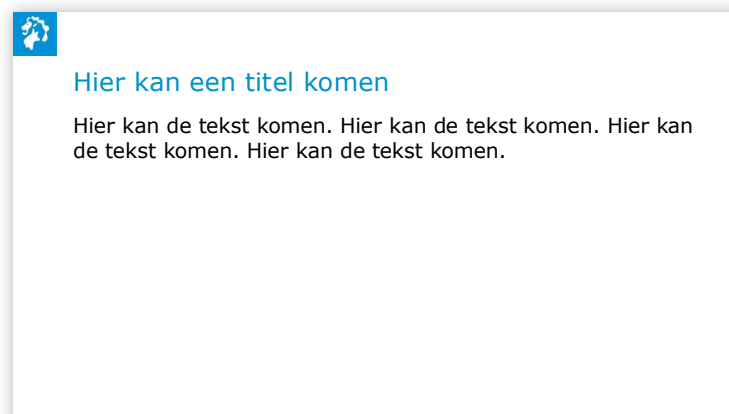 Hier kan een titel komen
Hier kan de tekst komen. Hier kan de tekst komen. Hier kan
de tekst komen. Hier kan de tekst komen.